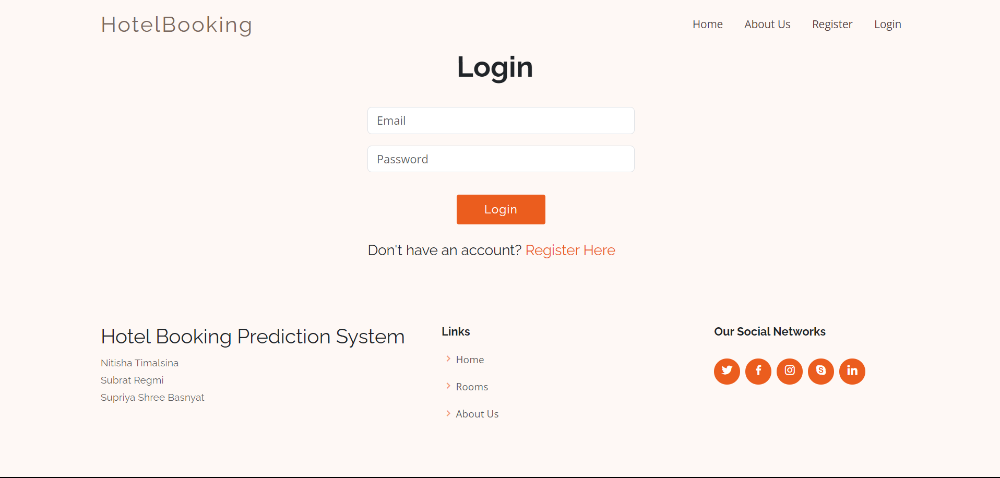 HotelBooking
Home About Us Register Login
Login
Email
Password
Login
Don't have an account? Register Here
Hotel Booking Prediction System
Nitisha Timalsina
Subrat Regmi
Supriya Shree Basnyat
Links
Home
Rooms
About Us
Our Social Networks